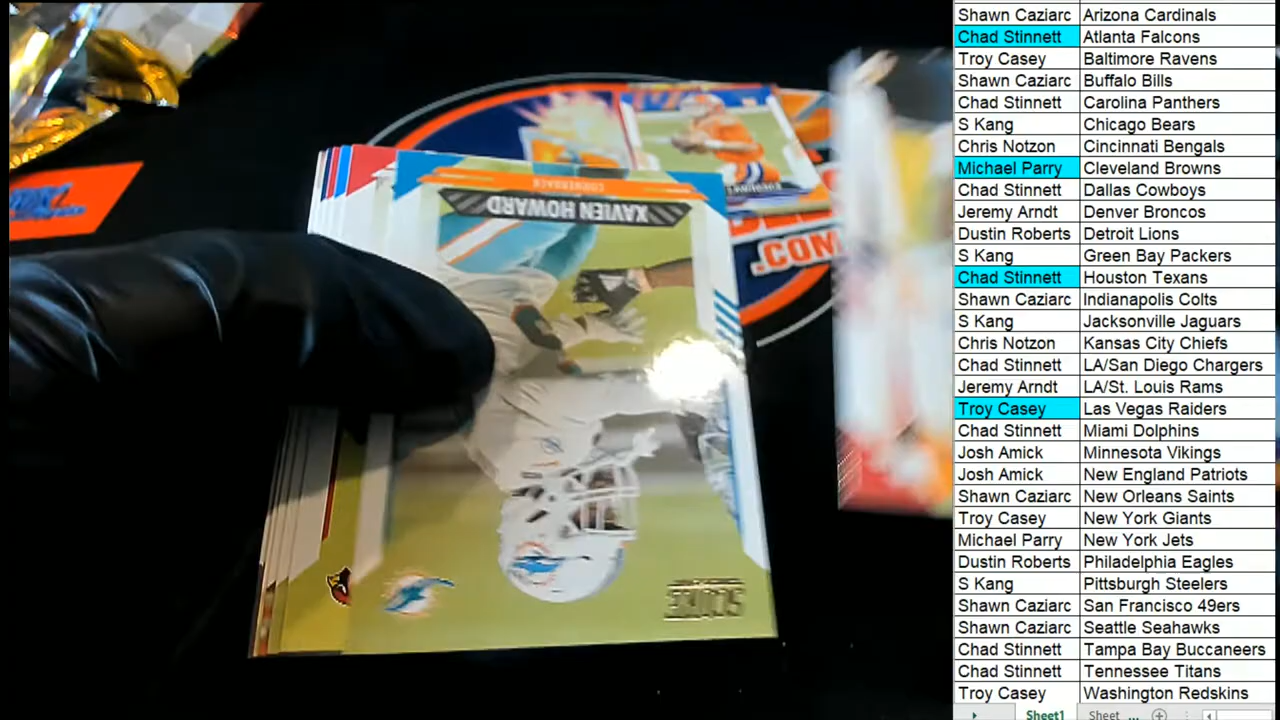 CORNERBACK
XAVIEN HOWARD
.COM
SCORE
Shawn Caziarc Arizona Cardinals
Chad Stinnett Atlanta Falcons
Troy Casey Baltimore Ravens
Shawn Caziarc Buffalo Bills
Chad Stinnett Carolina Panthers
S Kang Chicago Bears
Chris Notzon Cincinnati Bengals
Michael Parry Cleveland Browns
Chad Stinnett Dallas Cowboys
Jeremy Arndt Denver Broncos
Dustin Roberts Detroit Lions
S Kang Green Bay Packers
Chad Stinnett Houston Texans
Shawn Caziarc Indianapolis Colts
S Kang Jacksonville Jaguars
Chris Notzon Kansas City Chiefs
Chad Stinnett LA/San Diego Chargers
Jeremy Arndt LA/St. Louis Rams
Troy Casey Las Vegas Raiders
Chad Stinnett Miami Dolphins
Josh Amick Minnesota Vikings
Josh Amick New England Patriots
Shawn Caziarc New Orleans Saints
Troy Casey New York Giants
Michael Parry New York Jets
Dustin Roberts Philadelphia Eagles
S Kang Pittsburgh Steelers
Shawn Caziarc San Francisco 49ers
Shawn Caziarc Seattle Seahawks
Chad Stinnett Tampa Bay Buccaneers
Chad Stinnett Tennessee Titans
Troy Casey Washington Redskins
Sheet1 Sheet ...